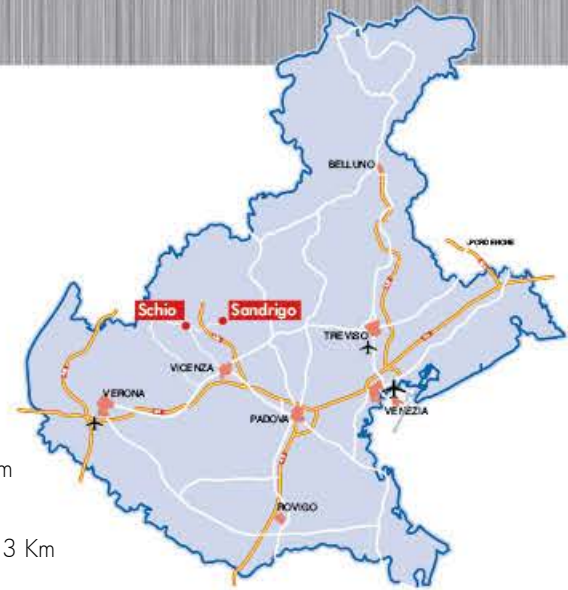 BELLUNO
PORDENONE
Schio
Sandrigo
TREVISO
VICENZA
VERONA
VENEZIA
PADOVA
m
ROVIGO
3 Km